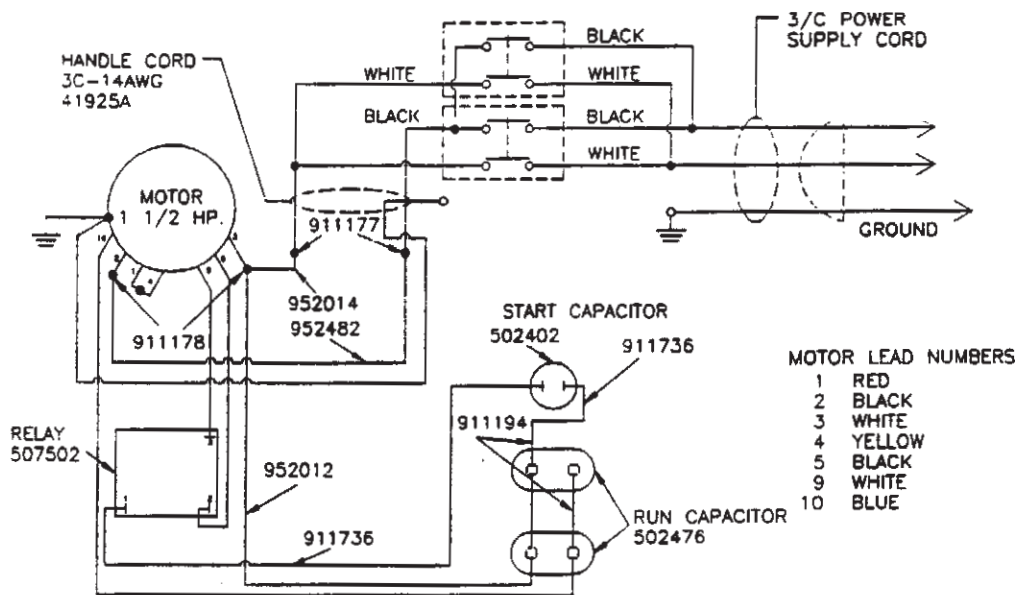 HANDLE CORD
3C-14AWG
41925A
BLACK
WHITE
WHITE
BLACK
BLACK
WHITE
3/C POWER
SUPPLY CORD
MOTOR
1 1/2 HP.
911177
GROUND
952014
952482
911178
START CAPACITOR
502402
911736
911194
RELAY
507502
952012
911736
RUN CAPACITOR
502476
MOTOR LEAD NUMBERS
1 RED
2 BLACK
3 WHITE
4 YELLOW
5 BLACK
9 WHITE
10 BLUE